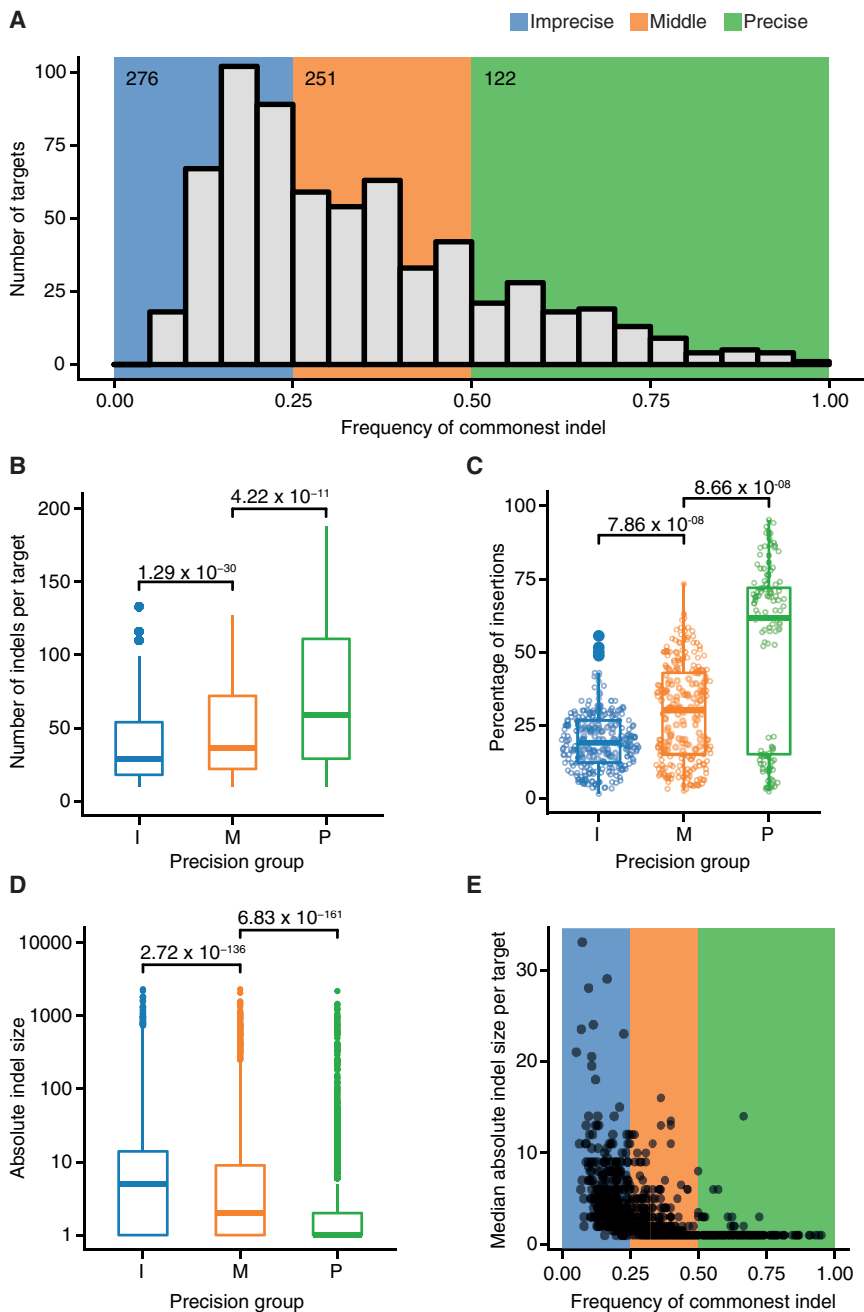 A
Imprecise Middle Precise
276 251 122
Number of targets
100
75
50
25
0
0.00 0.25 0.50 0.75 1.00
Frequency of commonest indel
B
4.22 x 10⁻¹¹
1.29 x 10⁻³⁰
Number of indels per target
200
150
100
50
0
I M P
Precision group
C
8.66 x 10⁻⁰⁸
7.86 x 10⁻⁰⁸
Percentage of insertions
100
75
50
25
0
I M P
Precision group
D
6.83 x 10⁻¹⁶¹
2.72 x 10⁻¹³⁶
Absolute indel size
10000
1000
100
10
1
I M P
Precision group
E
Median absolute indel size per target
30
20
10
0
0.00 0.25 0.50 0.75 1.00
Frequency of commonest indel